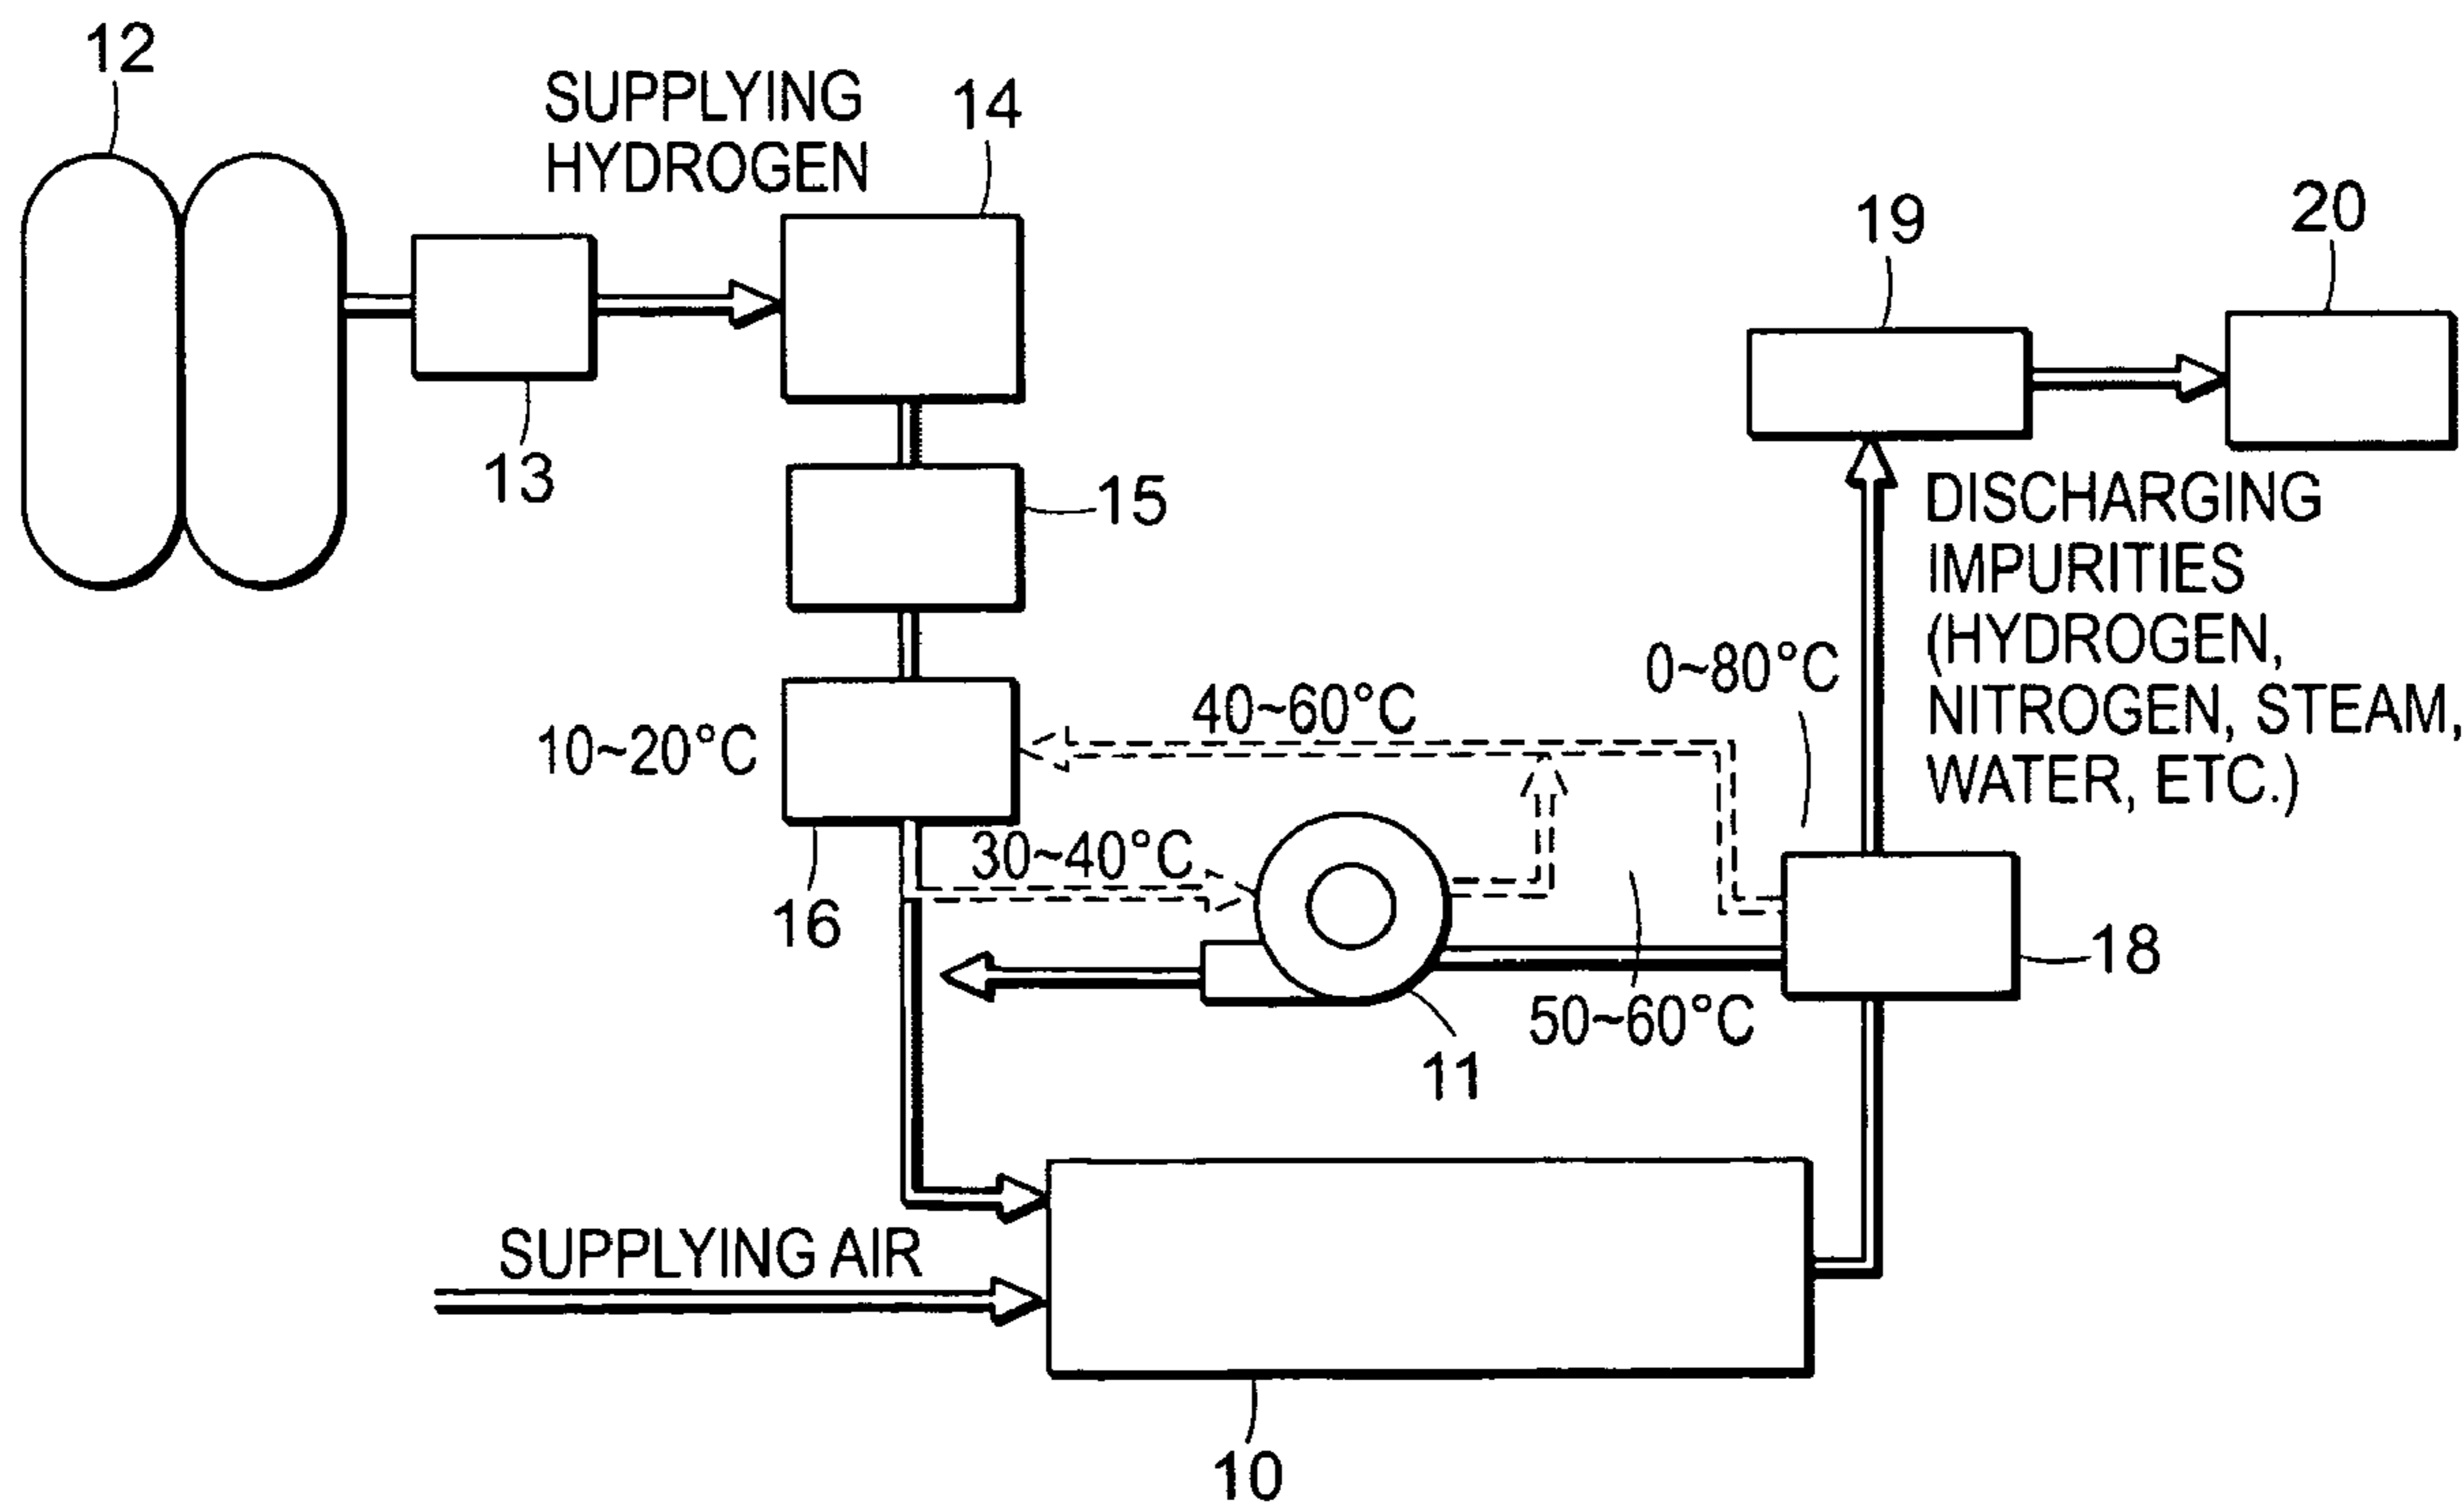 12
SUPPLYING
HYDROGEN
14
19
20
13
15
DISCHARGING
IMPURITIES
(HYDROGEN,
NITROGEN, STEAM,
WATER, ETC.)
0~80°C
40~60°C
10~20°C
30~40°C
16
18
50~60°C
11
SUPPLYING AIR
10